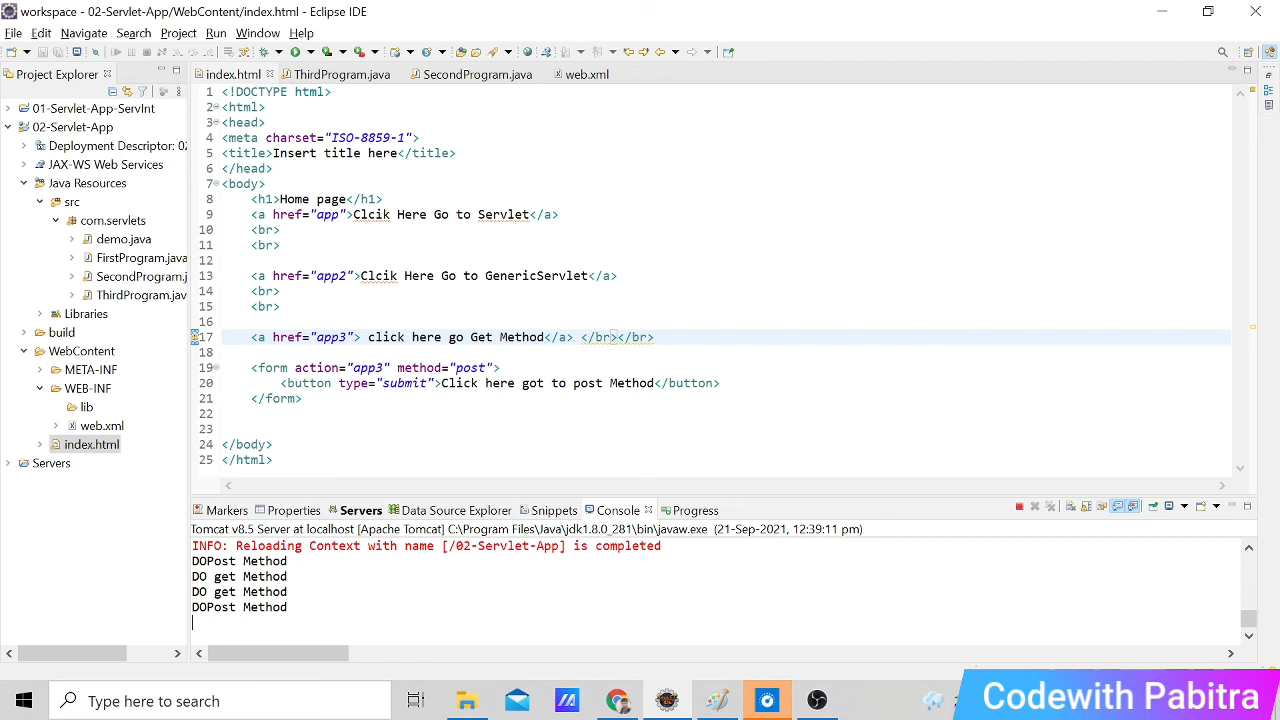 workspace - 02-Servlet-App/WebContent/index.html - Eclipse IDE
File Edit Navigate Search Project Run Window Help
Project Explorer
index.html ThirdProgram.java SecondProgram.java web.xml
01-Servlet-App-ServInt
02-Servlet-App
Deployment Descriptor: 02
JAX-WS Web Services
Java Resources
src
com.servlets
demo.java
FirstProgram.java
SecondProgram.j
ThirdProgram.jav
Libraries
build
WebContent
META-INF
WEB-INF
lib
web.xml
index.html
Servers
1 <!DOCTYPE html>
2 <html>
3 <head>
4 <meta charset="ISO-8859-1">
5 <title>Insert title here</title>
6 </head>
7 <body>
8 <h1>Home page</h1>
9 <a href="app">Clcik Here Go to Servlet</a>
10 <br>
11 <br>
12
13 <a href="app2">Clcik Here Go to GenericServlet</a>
14 <br>
15 <br>
16
17 <a href="app3"> click here go Get Method</a> </br></br>
18
19 <form action="app3" method="post">
20 <button type="submit">Click here got to post Method</button>
21 </form>
22
23
24 </body>
25 </html>
Markers Properties Servers Data Source Explorer Snippets Console Progress
Tomcat v8.5 Server at localhost [Apache Tomcat] C:\Program Files\Java\jdk1.8.0_281\bin\javaw.exe (21-Sep-2021, 12:39:11 pm)
INFO: Reloading Context with name [/02-Servlet-App] is completed
DOPost Method
DO get Method
DO get Method
DOPost Method
Type here to search
Codewith Pabitra